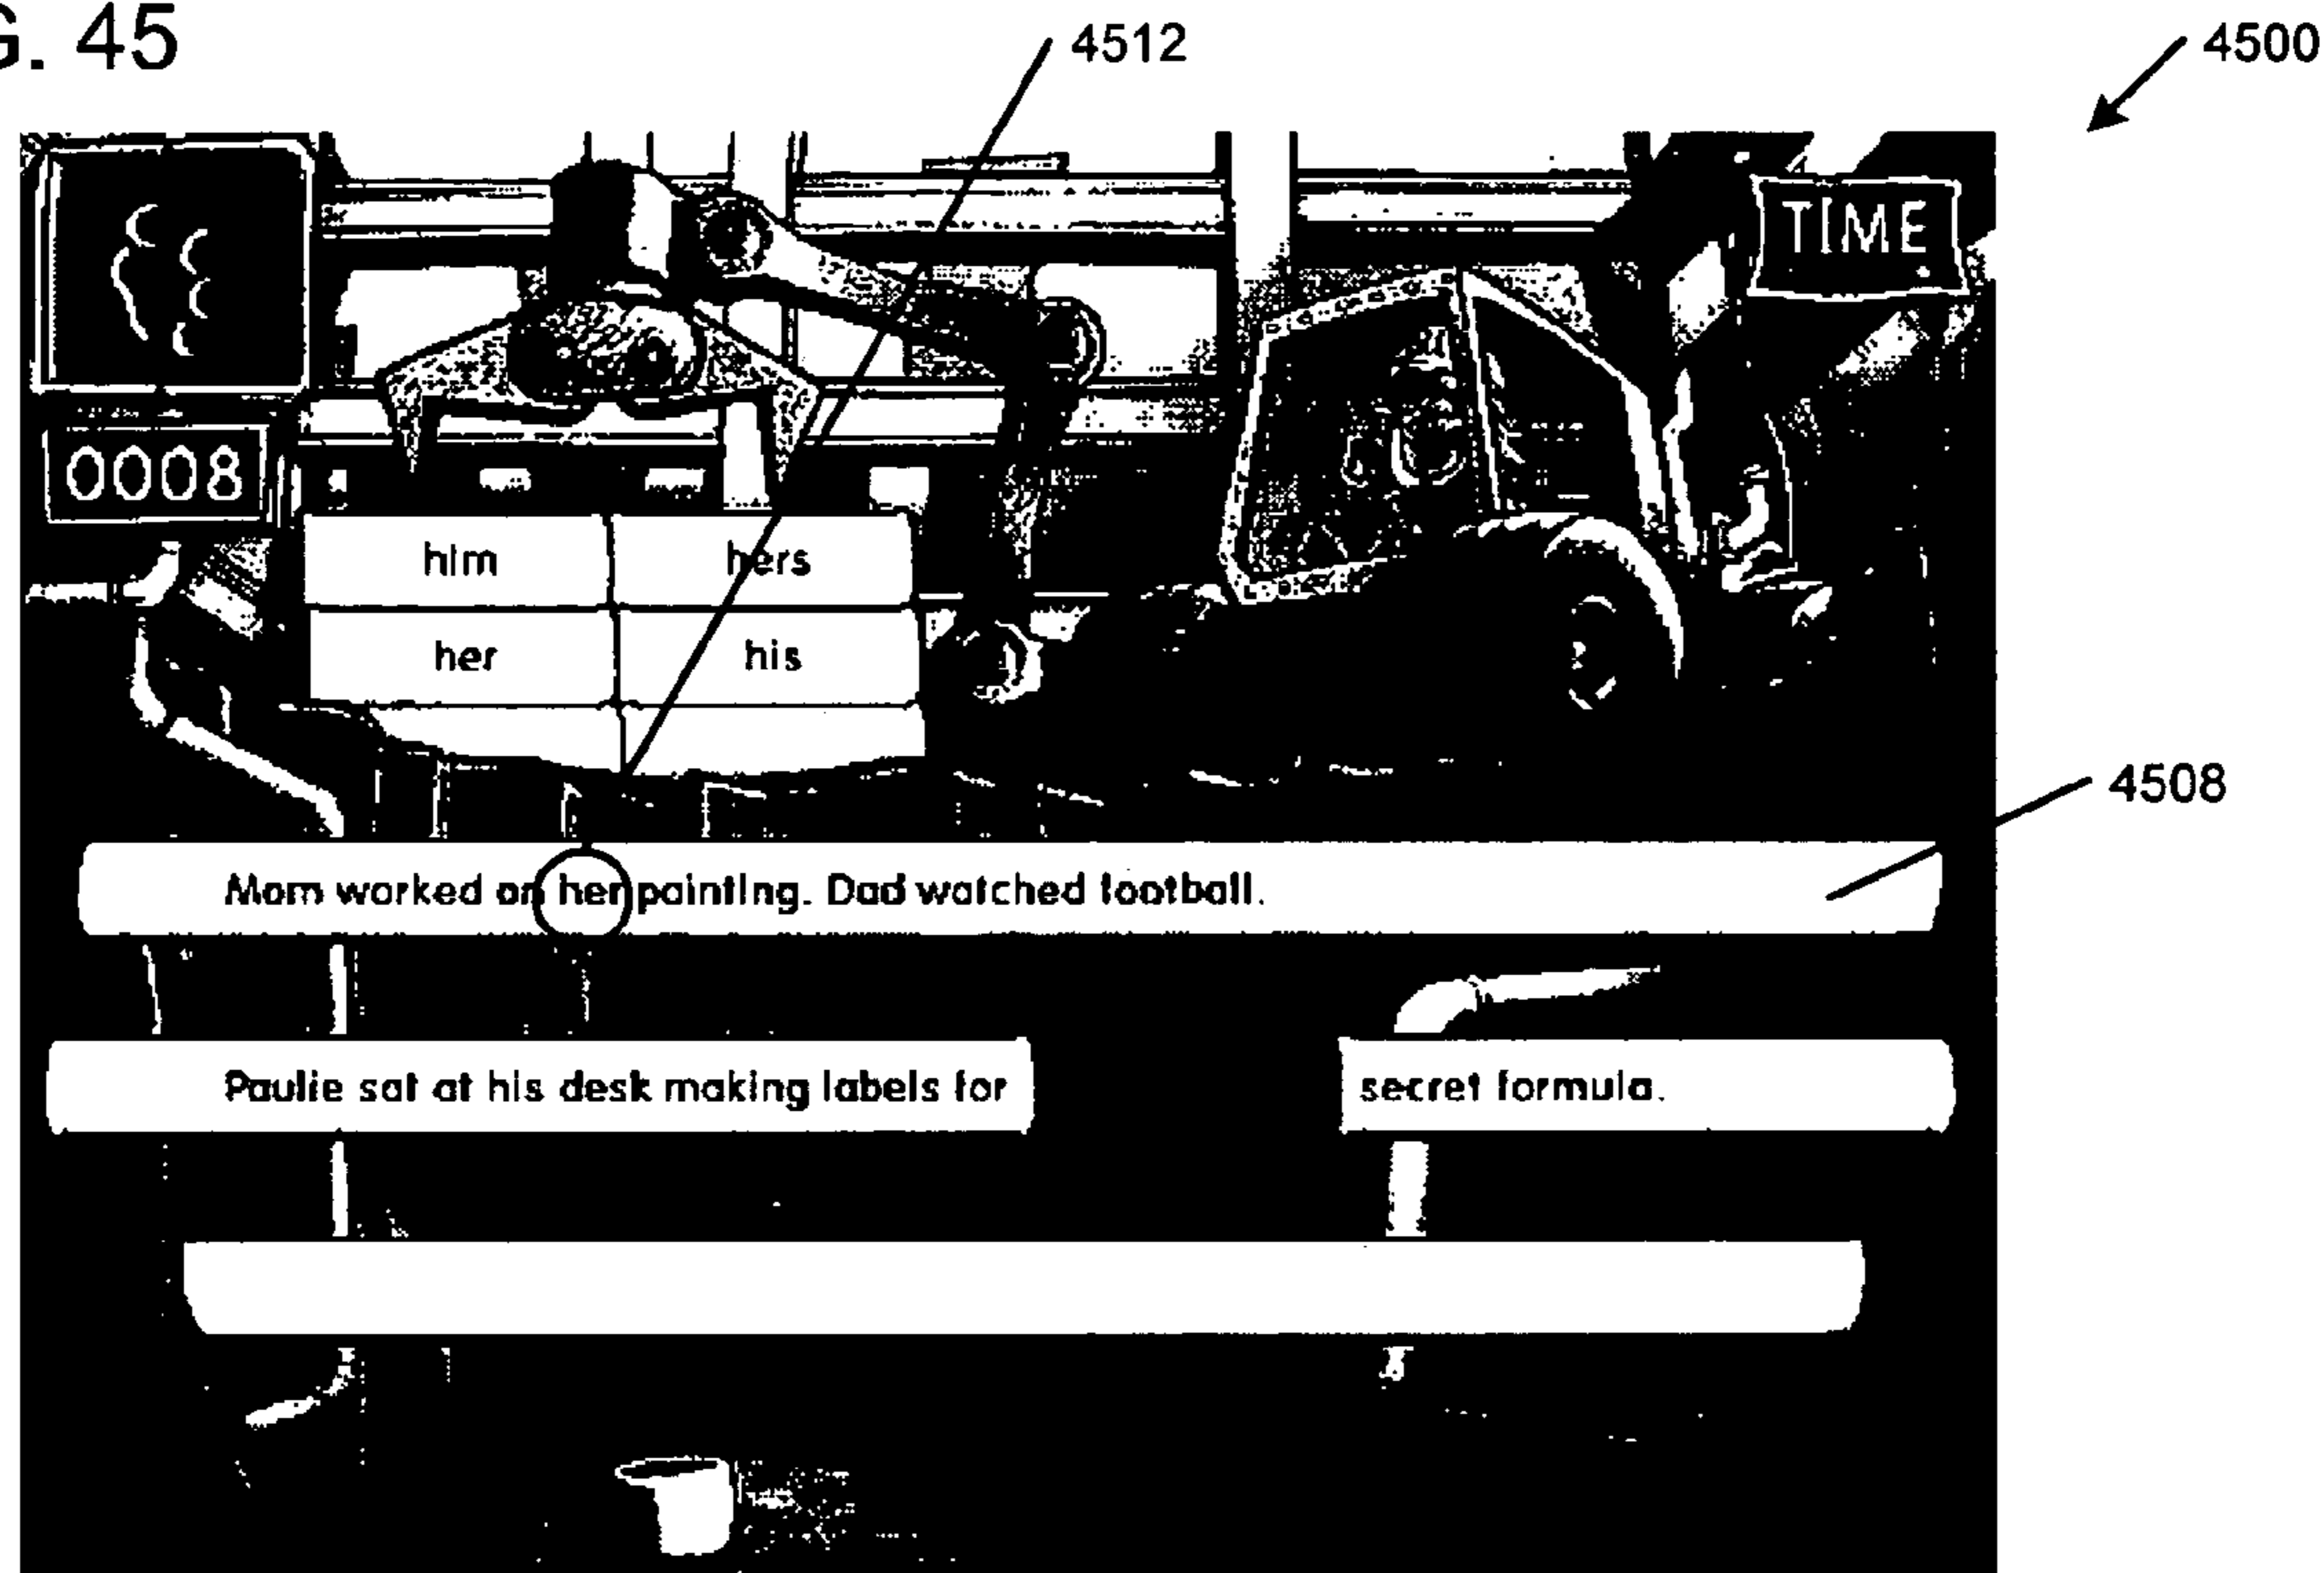 G. 45
4512
4500
TIME
0008
him hers
her his
4508
Mom worked on her painting. Dad watched football.
Paulie sat at his desk making labels for secret formula.